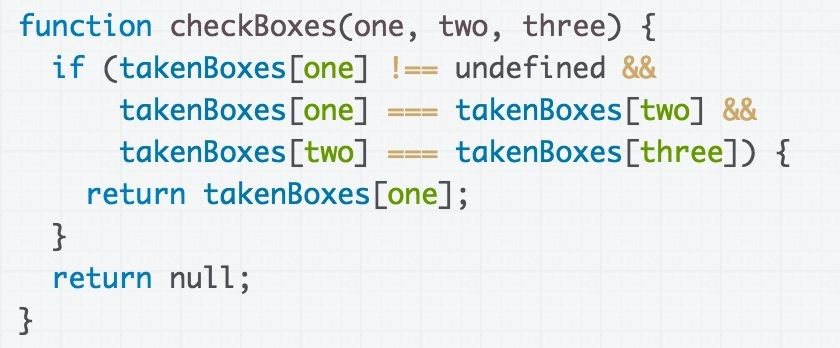 function checkBoxes(one, two, three) {
  if (takenBoxes[one] !== undefined &&
      takenBoxes[one] === takenBoxes[two] &&
      takenBoxes[two] === takenBoxes[three]) {
    return takenBoxes[one];
  }
  return null;
}